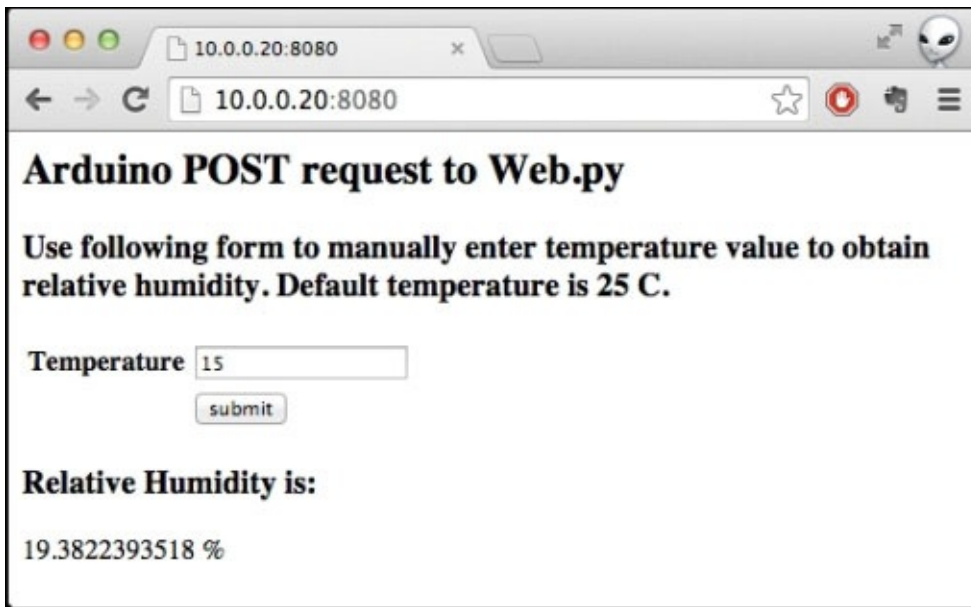 10.0.0.20:8080
10.0.0.20:8080
Arduino POST request to Web.py
Use following form to manually enter temperature value to obtain
relative humidity. Default temperature is 25 C.
Temperature 15
submit
Relative Humidity is:
19.3822393518 %